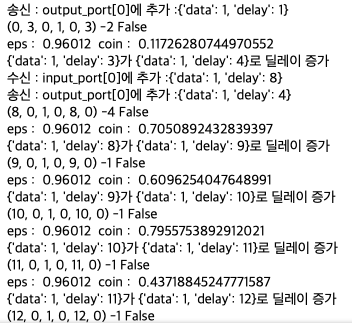 송신 : output_port[0]에 추가 :{'data': 1, 'delay': 1}
(0, 3, 0, 1, 0, 3) -2 False
eps :  0.96012  coin :  0.11726280744970552
{'data': 1, 'delay': 3}가 {'data': 1, 'delay': 4}로 딜레이 증가
수신 : input_port[0]에 추가 :{'data': 1, 'delay': 8}
송신 : output_port[0]에 추가 :{'data': 1, 'delay': 4}
(8, 0, 1, 0, 8, 0) -4 False
eps :  0.96012  coin :  0.7050892432839397
{'data': 1, 'delay': 8}가 {'data': 1, 'delay': 9}로 딜레이 증가
(9, 0, 1, 0, 9, 0) -1 False
eps :  0.96012  coin :  0.6096254047648991
{'data': 1, 'delay': 9}가 {'data': 1, 'delay': 10}로 딜레이 증가
(10, 0, 1, 0, 10, 0) -1 False
eps :  0.96012  coin :  0.7955753892912021
{'data': 1, 'delay': 10}가 {'data': 1, 'delay': 11}로 딜레이 증가
(11, 0, 1, 0, 11, 0) -1 False
eps :  0.96012  coin :  0.43718845247771587
{'data': 1, 'delay': 11}가 {'data': 1, 'delay': 12}로 딜레이 증가
(12, 0, 1, 0, 12, 0) -1 False